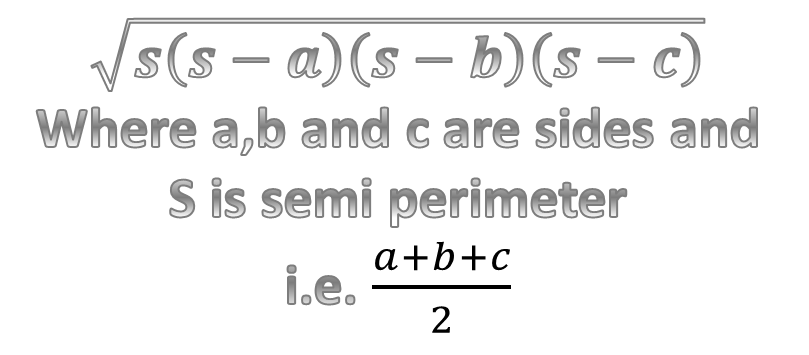 √s(s − a)(s − b)(s − c)
Where a,b and c are sides and
S is semi perimeter
i.e. a+b+c/2